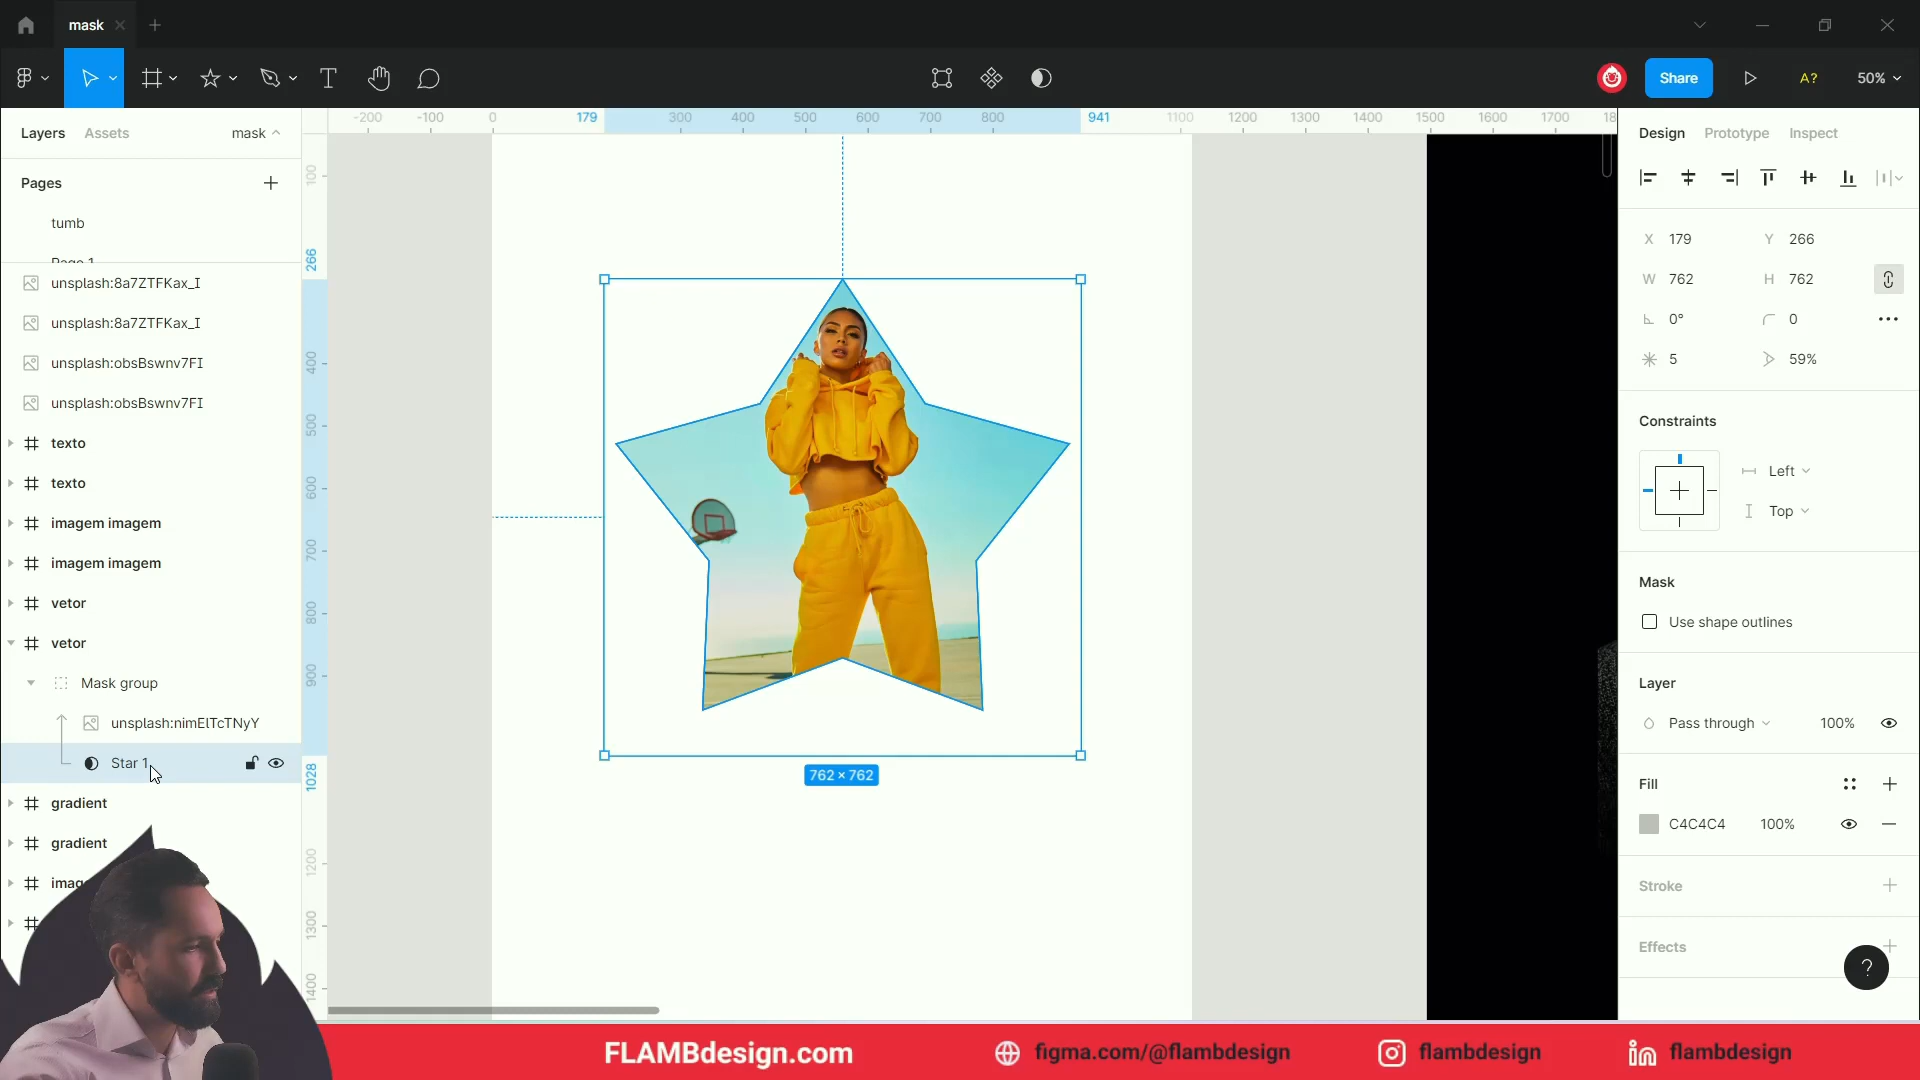 mask
Share
A?
50%
Layers
Assets
mask
-200
-100
0
179
300
400
500
600
700
800
941
1100
1200
1300
1400
1500
1600
1700
18
Design
Prototype
Inspect
Pages
tumb
Page 1
unsplash:8a7ZTFKax_I
unsplash:8a7ZTFKax_I
unsplash:obsBswnv7FI
unsplash:obsBswnv7FI
texto
texto
imagem imagem
imagem imagem
vetor
vetor
Mask group
unsplash:nimElTcTNyY
Star 1
gradient
gradient
100
266
400
500
600
700
800
900
1028
1200
1300
1400
762 × 762
X 179
Y 266
W 762
H 762
0°
0
5
59%
Constraints
Left
Top
Mask
Use shape outlines
Layer
Pass through
100%
Fill
C4C4C4
100%
Stroke
Effects
?
FLAMBdesign.com
figma.com/@flambdesign
flambdesign
flambdesign